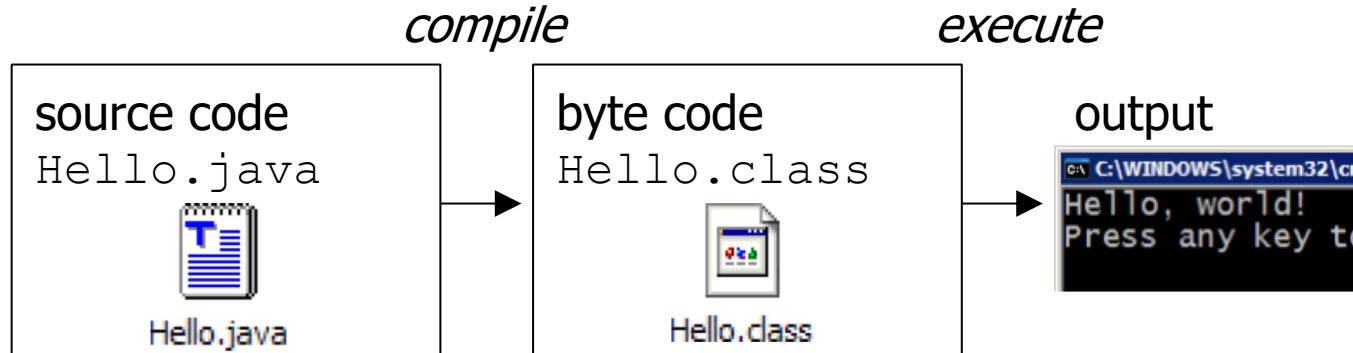 compile
execute
source code
Hello.java
Hello.java
byte code
Hello.class
Hello.class
output
C:\WINDOWS\system32\c
Hello, world!
Press any key t